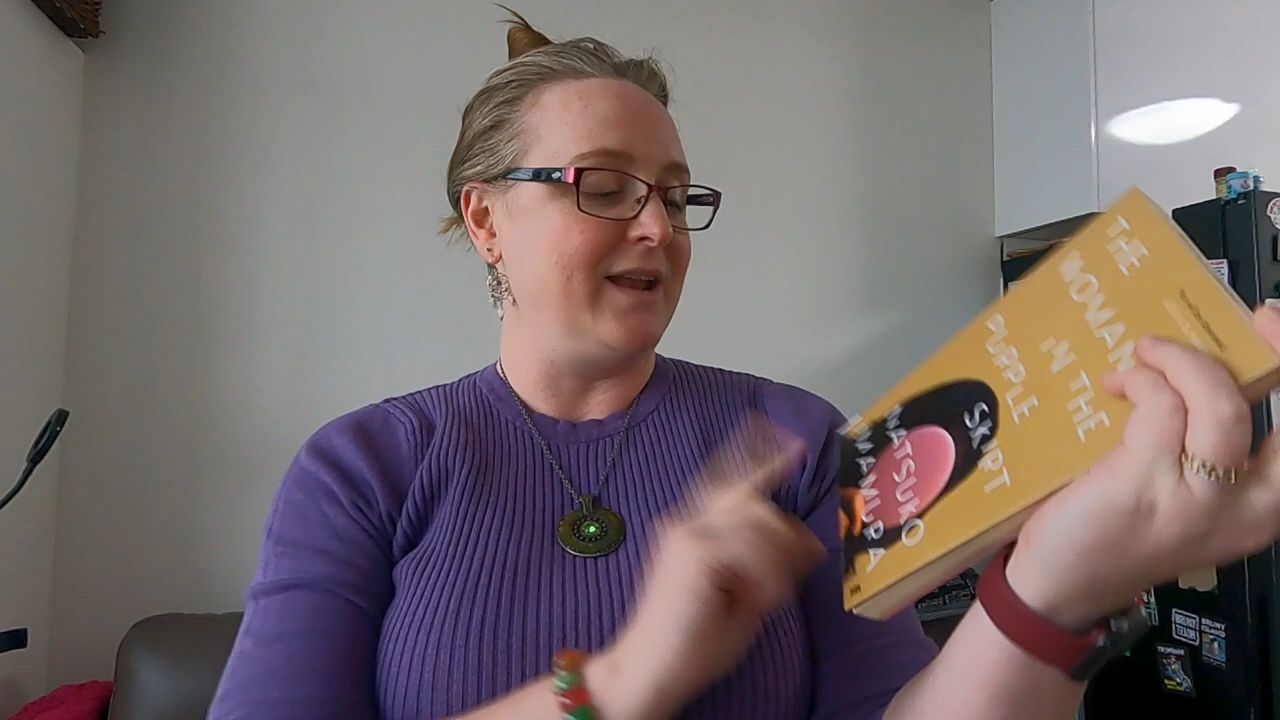 THE
WOMAN
IN THE
PURPLE
SKIRT
NATSUKO
IMAMURA